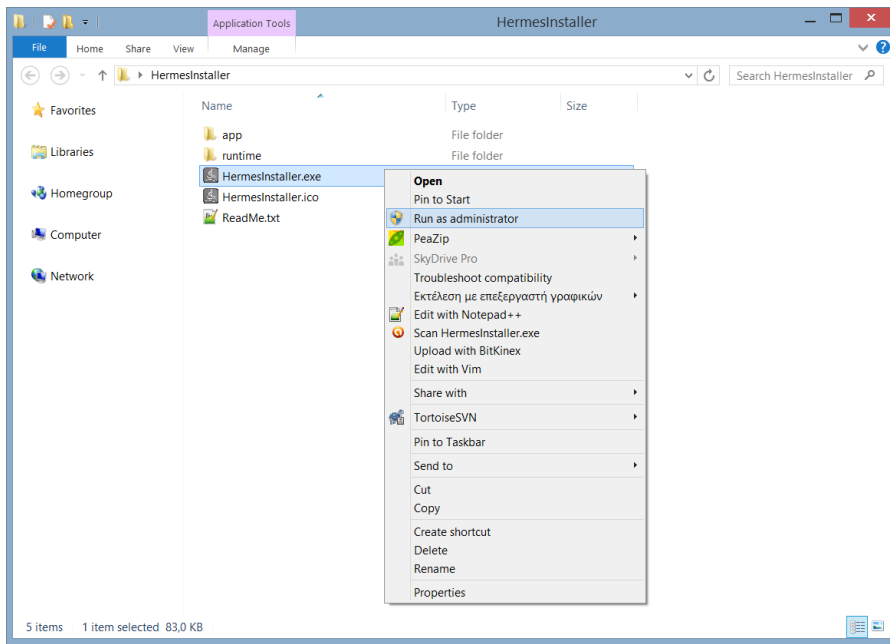 Application Tools
HermesInstaller
File
Home
Share
View
Manage
HermesInstaller
Search HermesInstaller
Favorites
Libraries
Homegroup
Computer
Network
Name
Type
Size
app
File folder
runtime
File folder
HermesInstaller.exe
HermesInstaller.ico
ReadMe.txt
Open
Pin to Start
Run as administrator
PeaZip
SkyDrive Pro
Troubleshoot compatibility
Εκτέλεση με επεξεργαστή γραφικών
Edit with Notepad++
Scan HermesInstaller.exe
Upload with BitKinex
Edit with Vim
Share with
TortoiseSVN
Pin to Taskbar
Send to
Cut
Copy
Create shortcut
Delete
Rename
Properties
5 items 1 item selected 83,0 KB